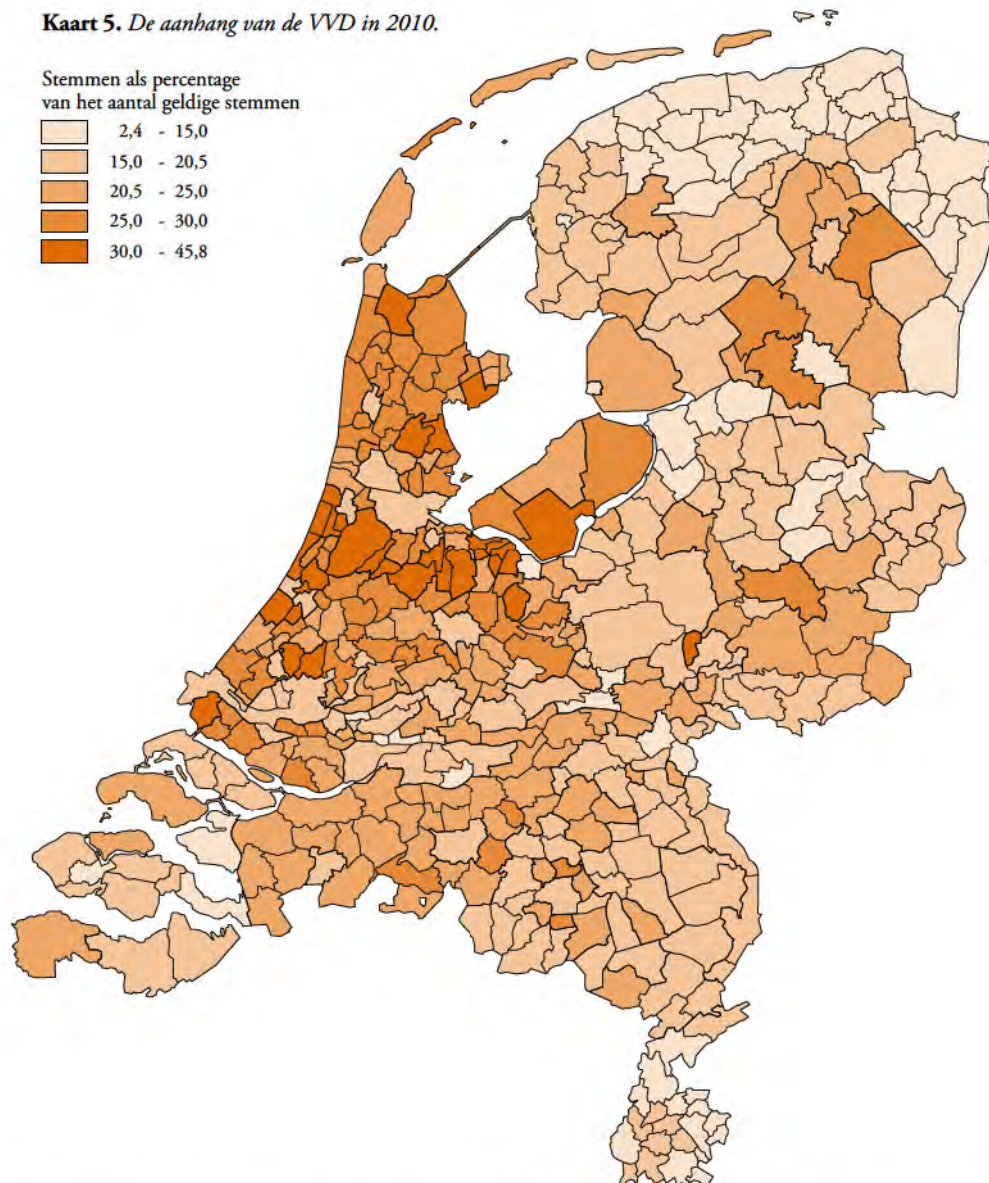 Kaart 5. De aanhang van de VVD in 2010.
Stemmen als percentage
van het aantal geldige stemmen
2,4 - 15,0
15,0 - 20,5
20,5 - 25,0
25,0 - 30,0
30,0 - 45,8